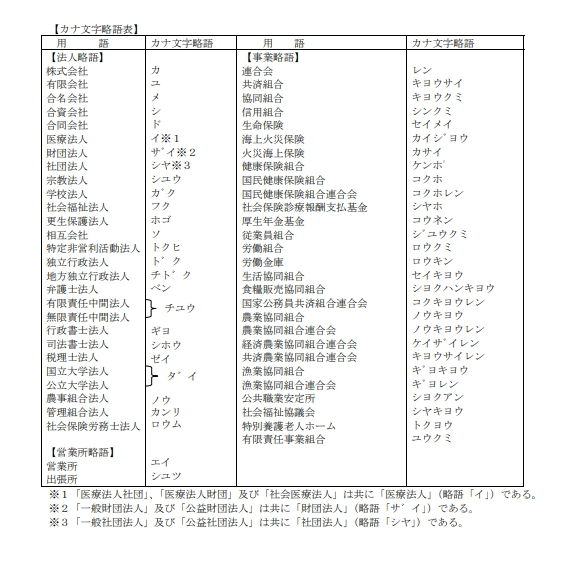 【カナ文字略語表】
用　　語　カナ文字略語　用　　語　カナ文字略語
【法人略語】　【事業略語】
株式会社　カ　連合会　レン
有限会社　ユ　共済組合　キヨウサイ
合名会社　メ　協同組合　キヨウクミ
合資会社　シ　信用組合　シンクミ
合同会社　ド　生命保険　セイメイ
医療法人　イ※１　海上火災保険　カイジヨウ
財団法人　ザイ※２　火災海上保険　カサイ
社団法人　シヤ※３　健康保険組合　ケンポ
宗教法人　シユウ　国民健康保険組合　コクホ
学校法人　ガク　国民健康保険組合連合会　コクホレン
社会福祉法人　フク　社会保険診療報酬支払基金　シヤホ
更生保護法人　ホゴ　厚生年金基金　コウネン
相互会社　ソ　従業員組合　ジユウクミ
特定非営利活動法人　トクヒ　労働組合　ロウクミ
独立行政法人　ドク　労働金庫　ロウキン
地方独立行政法人　チドク　生活協同組合　セイキヨウ
弁護士法人　ベン　食糧販売協同組合　シヨクハンキヨウ
有限責任中間法人　チユウ　国家公務員共済組合連合会　コクキヨウレン
無限責任中間法人　農業協同組合　ノウキヨウ
行政書士法人　ギヨ　農業協同組合連合会　ノウキヨウレン
司法書士法人　シホウ　経済農業協同組合連合会　ケイザイレン
税理士法人　ゼイ　共済農業協同組合連合会　キヨウサイレン
国立大学法人　ダイ　漁業協同組合　ギヨキヨウ
公立大学法人　漁業協同組合連合会　ギヨレン
農事組合法人　ノウ　公共職業安定所　シヨクアン
管理組合法人　カンリ　社会福祉協議会　シヤキヨウ
社会保険労務士法人　ロウム　特別養護老人ホーム　トクヨウ
有限責任事業組合　ユウクミ
【営業所略語】
営業所　エイ
出張所　シユツ
※１「医療法人社団」、「医療法人財団」及び「社会医療法人」は共に「医療法人」（略語「イ」）である。
※２「一般財団法人」及び「公益財団法人」は共に「財団法人」（略語「ザイ」）である。
※３「一般社団法人」及び「公益社団法人」は共に「社団法人」（略語「シヤ」）である。